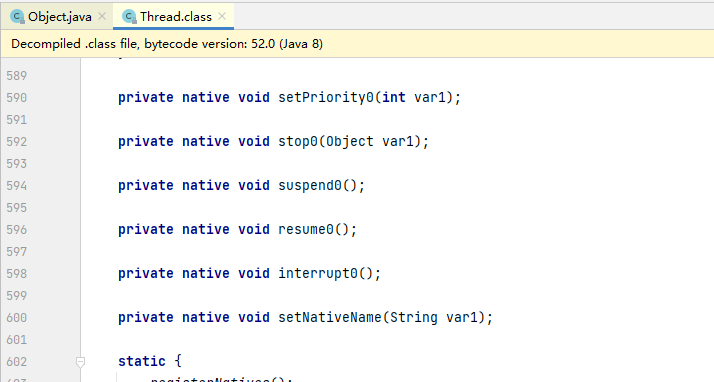 Object.java
Thread.class
Decompiled .class file, bytecode version: 52.0 (Java 8)
589
590 private native void setPriority0(int var1);
591
592 private native void stop0(Object var1);
593
594 private native void suspend0();
595
596 private native void resume0();
597
598 private native void interrupt0();
599
600 private native void setNativeName(String var1);
601
602 static {
registerNatives();